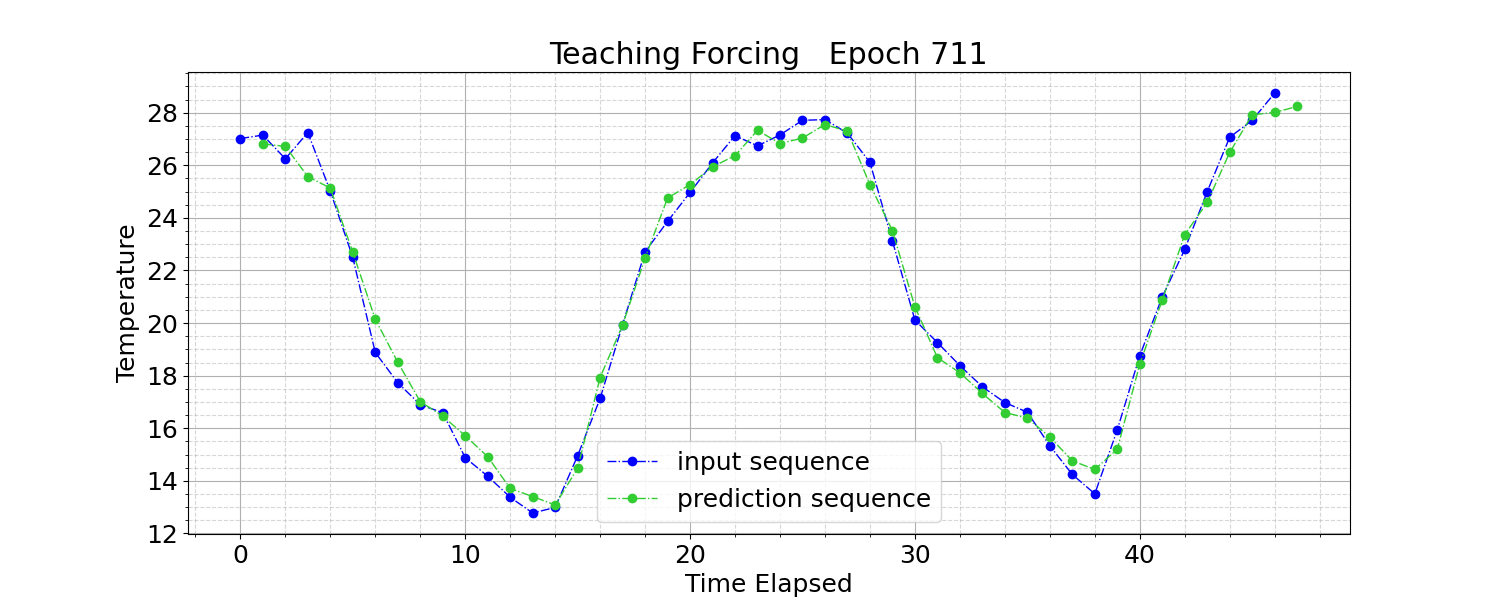 Teaching Forcing   Epoch 711
28
26
24
22
20
18
16
14
12
Temperature
input sequence
prediction sequence
0 10 20 30 40
Time Elapsed